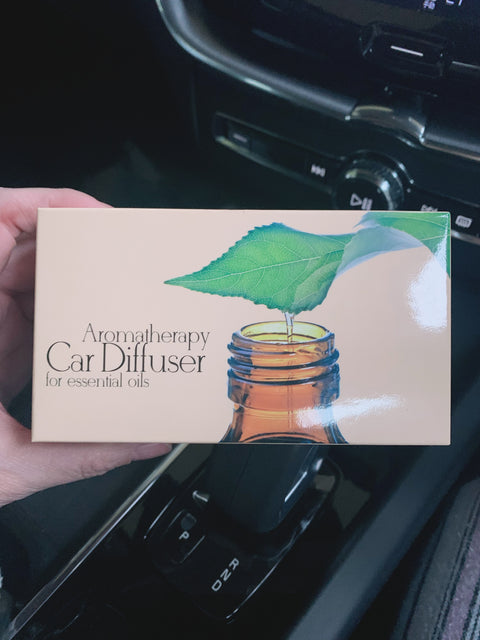 Aromatherapy
Car Diffuser
for essential oils
P
R
N
D